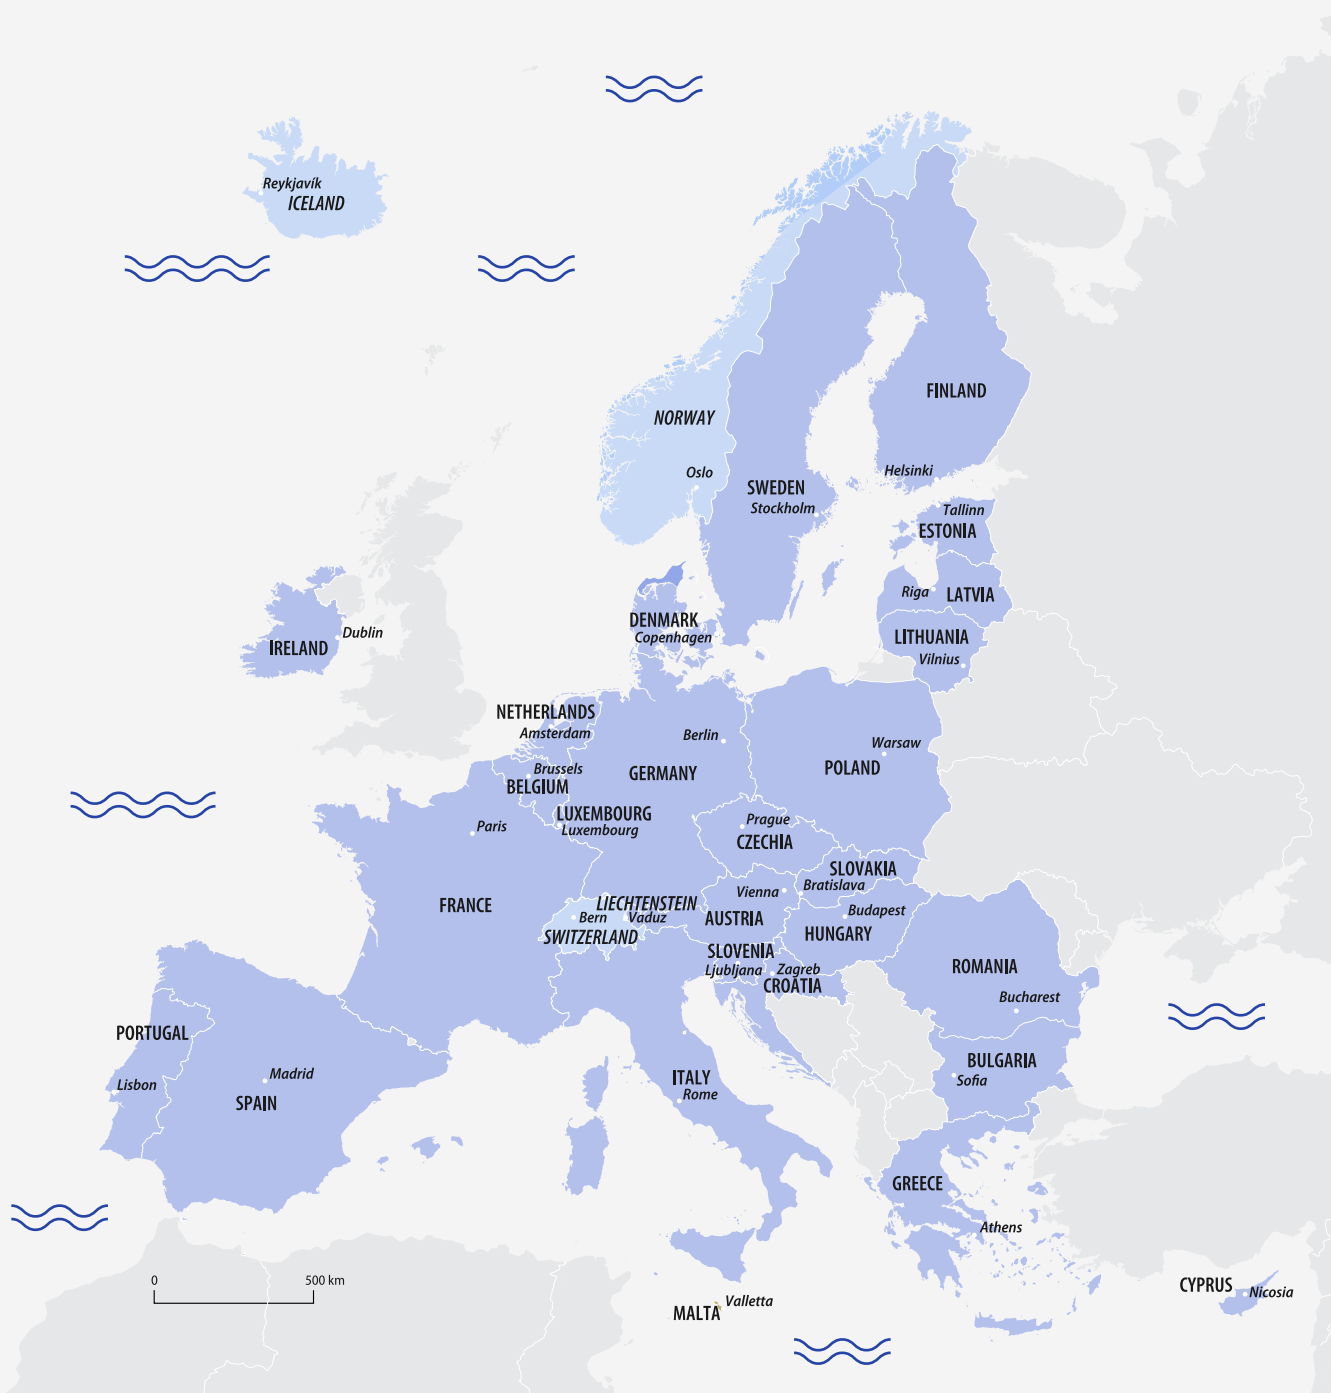 Reykjavík
ICELAND
FINLAND
NORWAY
Oslo
Helsinki
SWEDEN
Stockholm
Tallinn
ESTONIA
Riga
LATVIA
DENMARK
Copenhagen
LITHUANIA
Vilnius
Dublin
IRELAND
NETHERLANDS
Amsterdam
Berlin
Warsaw
POLAND
GERMANY
Brussels
BELGIUM
LUXEMBOURG
Luxembourg
Paris
Prague
CZECHIA
SLOVAKIA
Bratislava
Vienna
LIECHTENSTEIN
Bern
Vaduz
SWITZERLAND
FRANCE
AUSTRIA
Budapest
HUNGARY
SLOVENIA
Ljubljana
Zagreb
CROATIA
ROMANIA
Bucharest
PORTUGAL
Lisbon
Madrid
SPAIN
ITALY
Rome
BULGARIA
Sofia
GREECE
Athens
0 500 km
MALTA
Valletta
CYPRUS
Nicosia